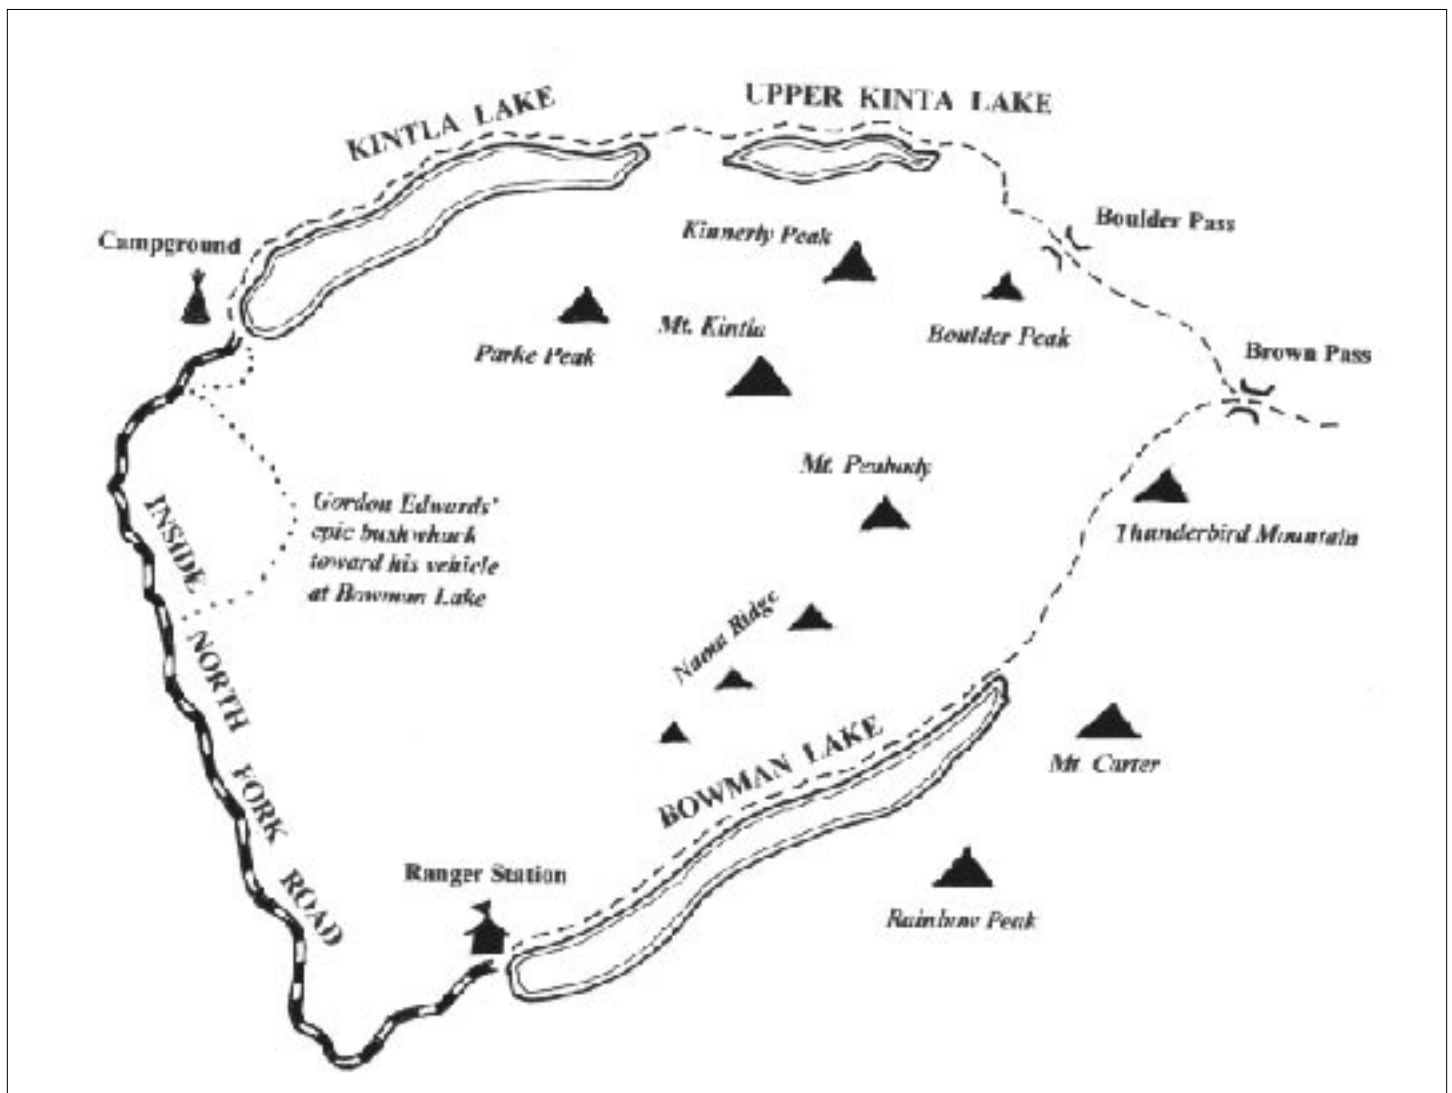 KINTLA LAKE
UPPER KINTA LAKE
Campground
Kinnerly Peak
Boulder Pass
Parke Peak
Mt. Kintla
Boulder Peak
Brown Pass
Mt. Peabody
Thunderbird Mountain
Gordon Edwards'
epic bushwhack
toward his vehicle
at Bowman Lake
INSIDE NORTH FORK ROAD
Numa Ridge
BOWMAN LAKE
Mt. Carter
Ranger Station
Rainbow Peak